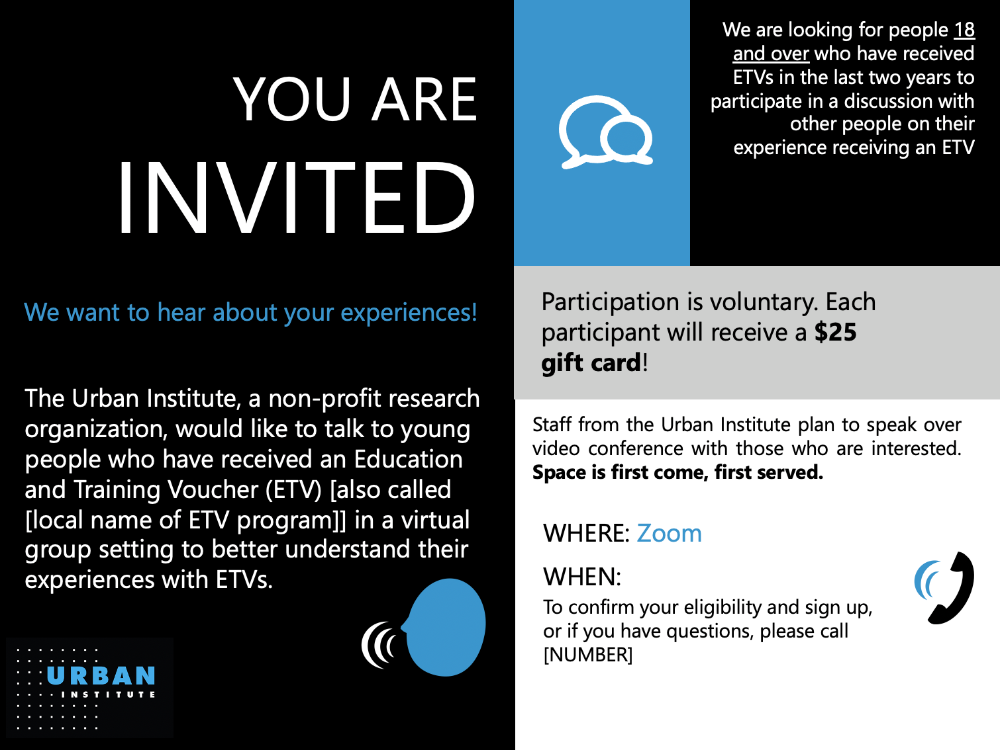 YOU ARE
INVITED
We want to hear about your experiences!
The Urban Institute, a non-profit research
organization, would like to talk to young
people who have received an Education
and Training Voucher (ETV) [also called
[local name of ETV program]] in a virtual
group setting to better understand their
experiences with ETVs.
URBAN
INSTITUTE
We are looking for people 18
and over who have received
ETVs in the last two years to
participate in a discussion with
other people on their
experience receiving an ETV
Participation is voluntary. Each
participant will receive a $25
gift card!
Staff from the Urban Institute plan to speak over
video conference with those who are interested.
Space is first come, first served.
WHERE: Zoom
WHEN:
To confirm your eligibility and sign up,
or if you have questions, please call
[NUMBER]